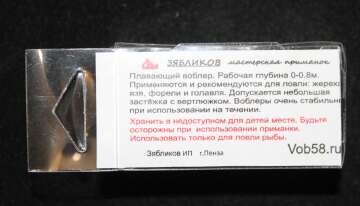 ЗЯБЛИКОВ мастерская приманок
Плавающий воблер. Рабочая глубина 0-0.8м.
Применяются и рекомендуются для ловли: жереха
язя, форели и голавля. Допускается небольшая
застёжка с вертлюжком. Воблеры очень стабильны
при использовании на течении.
Хранить в недоступном для детей месте. Будьте
осторожны при использовании приманки.
Использовать только для ловли рыбы.
Зябликов ИП г.Пенза
Vob58.ru